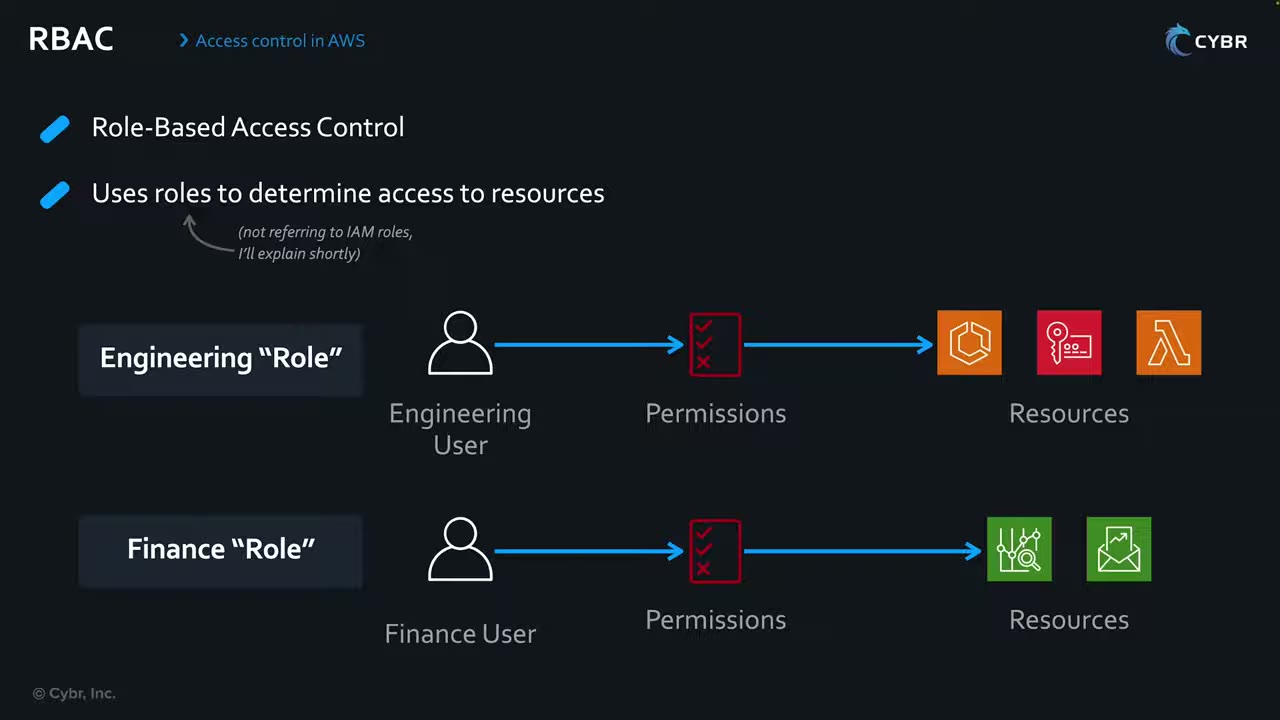 RBAC
Access control in AWS
CYBR
Role-Based Access Control
Uses roles to determine access to resources
(not referring to IAM roles,
I'll explain shortly)
Engineering “Role”
Engineering
User
Permissions
Resources
Finance “Role”
Finance User
Permissions
Resources
© Cybr, Inc.